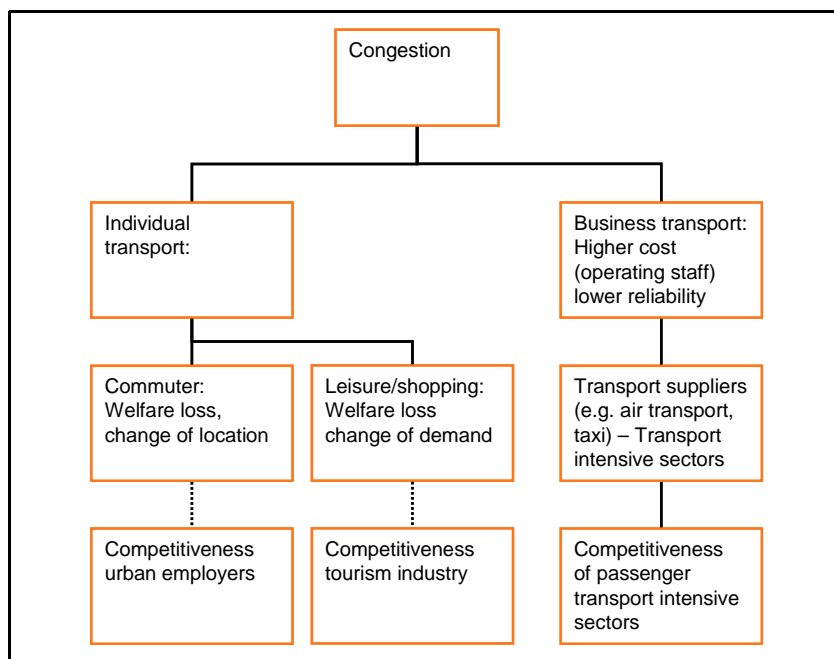 Congestion
Individual
transport:
Business transport:
Higher cost
(operating staff)
lower reliability
Commuter:
Welfare loss,
change of location
Leisure/shopping:
Welfare loss
change of demand
Transport suppliers
(e.g. air transport,
taxi) – Transport
intensive sectors
Competitiveness
urban employers
Competitiveness
tourism industry
Competitiveness
of passenger
transport intensive
sectors